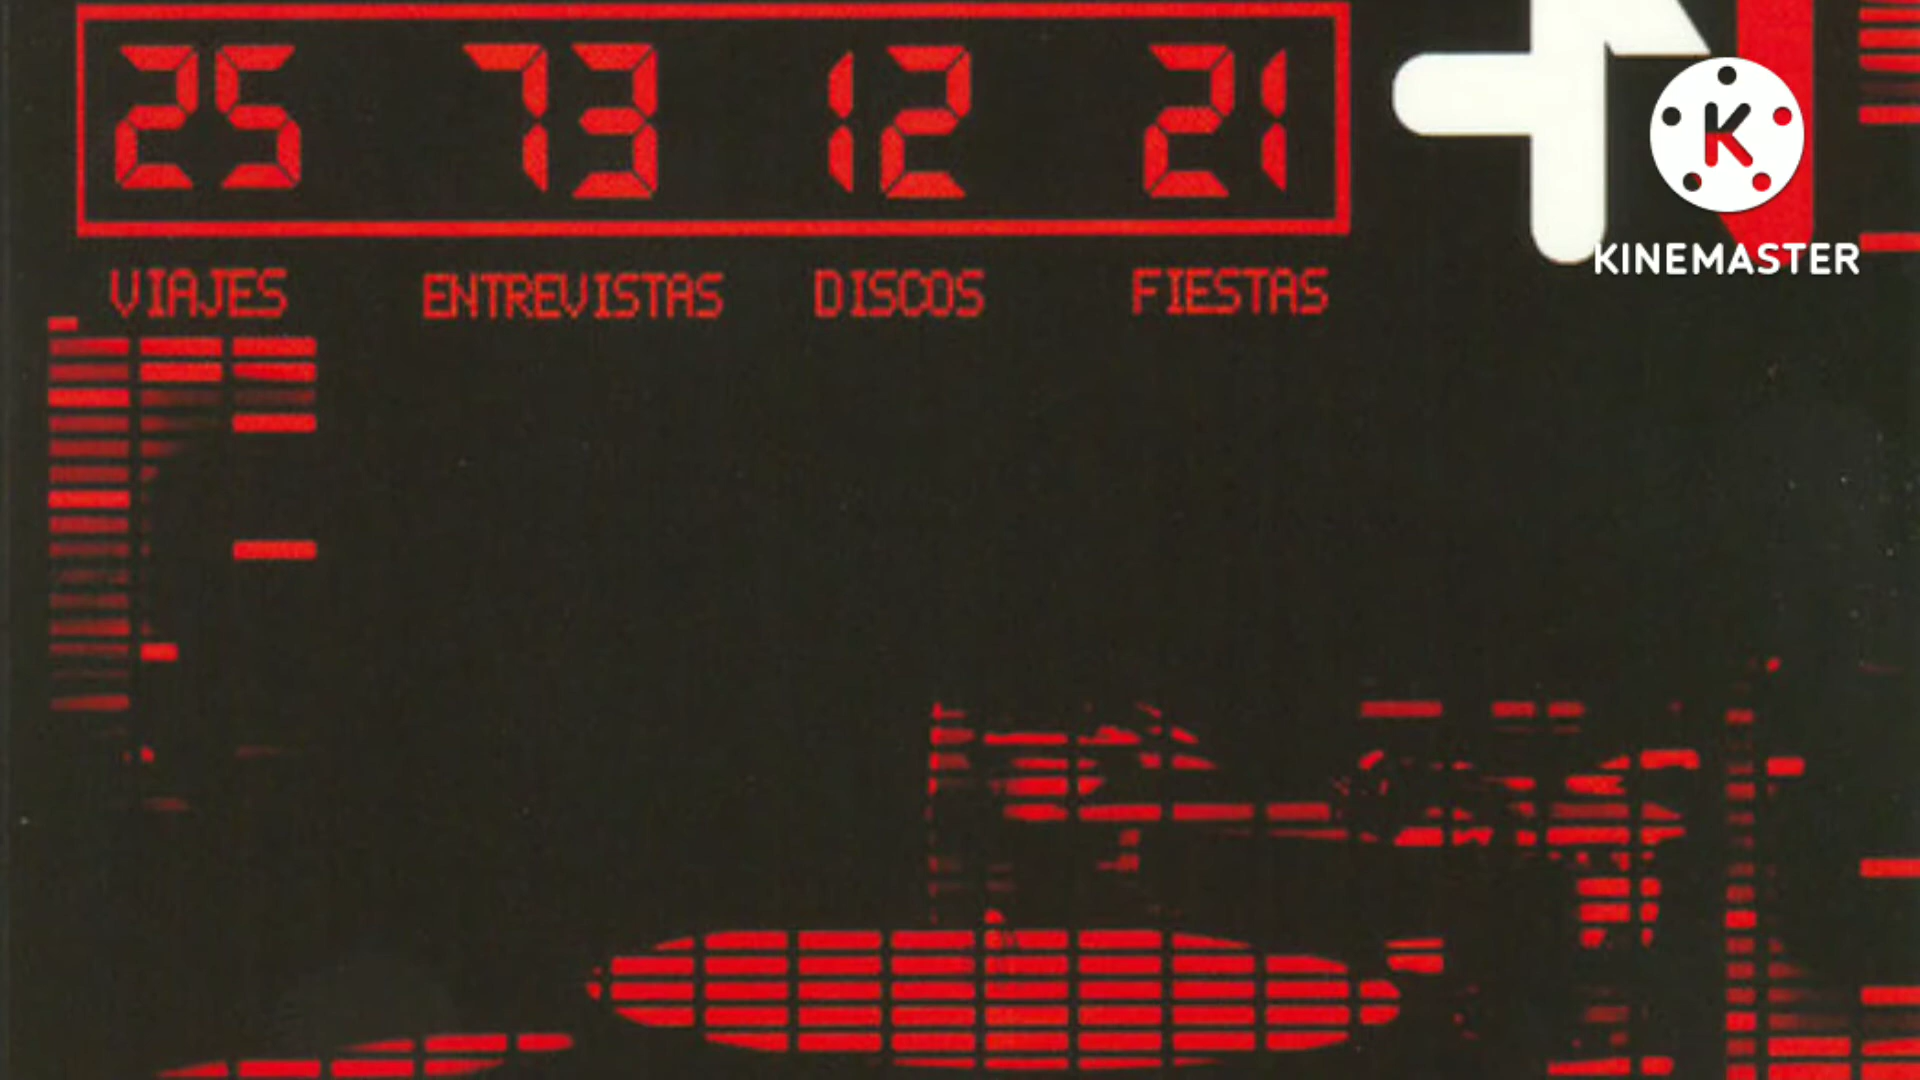 25 73 12 21
VIAJES ENTREVISTAS DISCOS FIESTAS
K
KINEMASTER